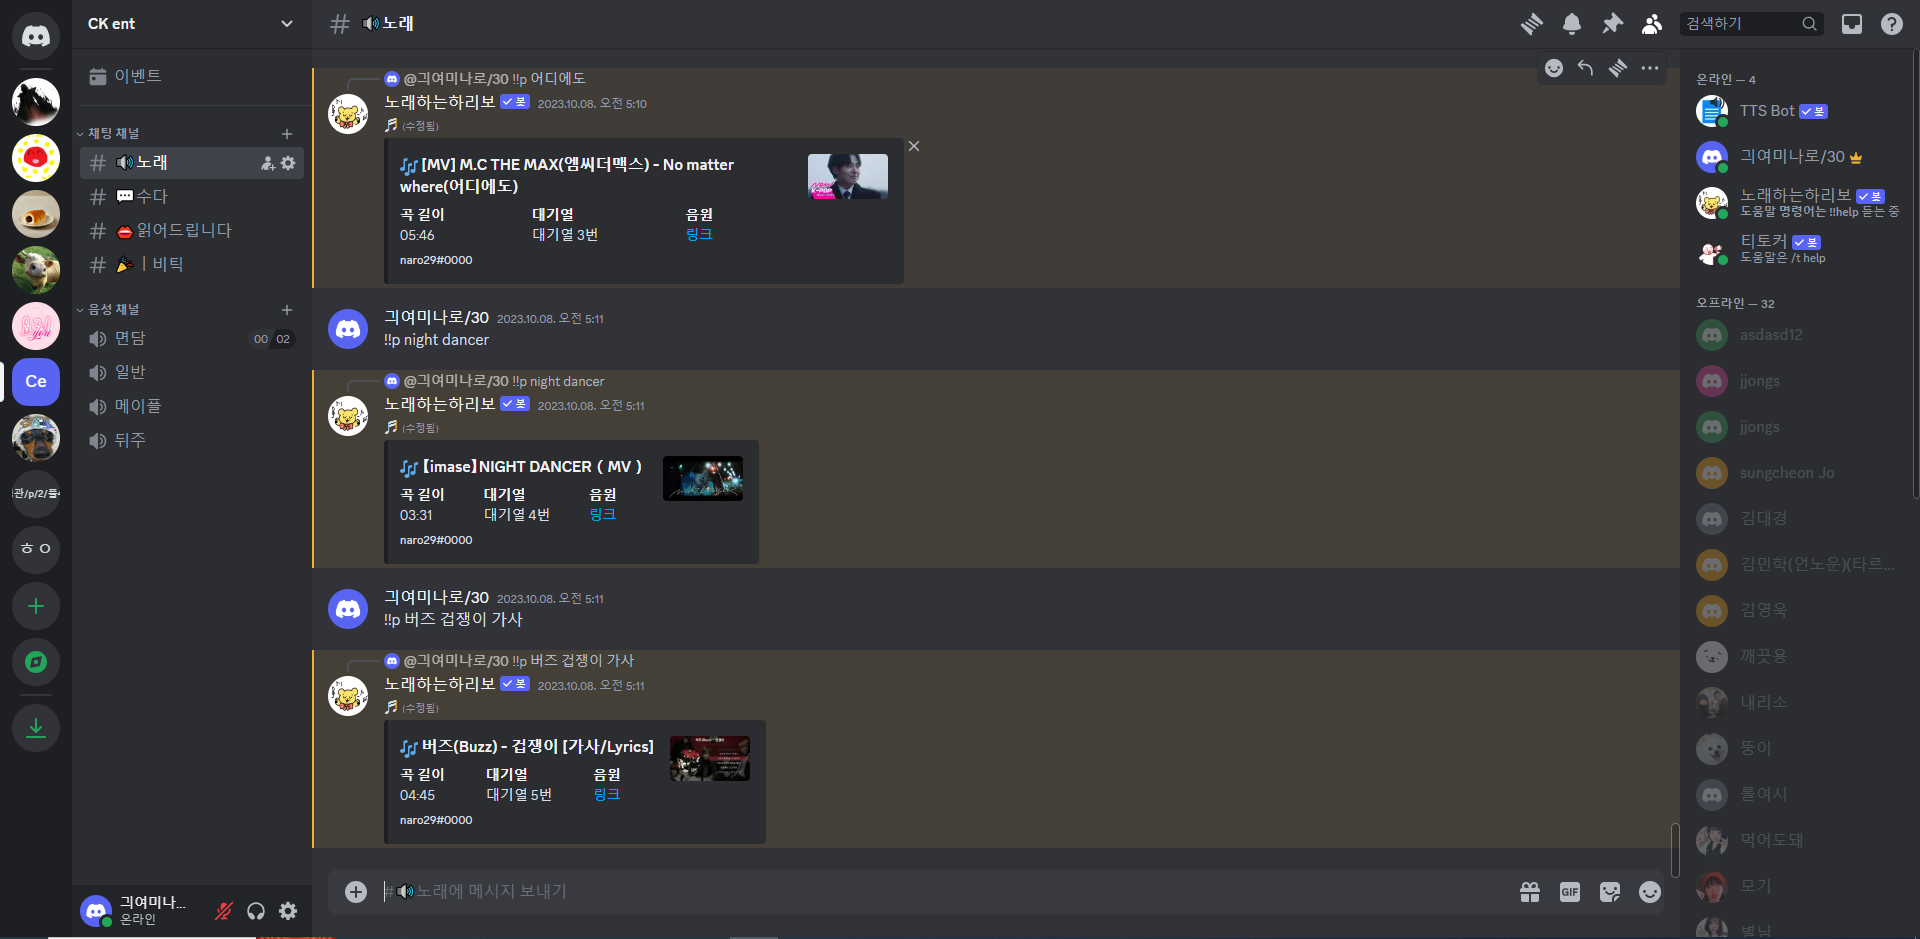 CK ent
이벤트
채팅 채널
🔊노래
💬수다
👄읽어드립니다
🎉ㅣ비틱
음성 채널
면담
00 02
일반
메이플
뒤주
Ce
ㅎㅇ
긔여미나...
온라인
🔊노래
검색하기
@긔여미나로/30 !!p 어디에도
노래하는하리보 봇 2023.10.08. 오전 5:10
(수정됨)
[MV] M.C THE MAX(엠씨더맥스) - No matter
where(어디에도)
곡 길이 대기열 음원
05:46 대기열 3번 링크
naro29#0000
긔여미나로/30 2023.10.08. 오전 5:11
!!p night dancer
@긔여미나로/30 !!p night dancer
노래하는하리보 봇 2023.10.08. 오전 5:11
(수정됨)
【imase】NIGHT DANCER（MV）
곡 길이 대기열 음원
03:31 대기열 4번 링크
naro29#0000
긔여미나로/30 2023.10.08. 오전 5:11
!!p 버즈 겁쟁이 가사
@긔여미나로/30 !!p 버즈 겁쟁이 가사
노래하는하리보 봇 2023.10.08. 오전 5:11
(수정됨)
버즈(Buzz) - 겁쟁이 [가사/Lyrics]
곡 길이 대기열 음원
04:45 대기열 5번 링크
naro29#0000
#🔊노래에 메시지 보내기
GIF
온라인 — 4
TTS Bot 봇
긔여미나로/30
노래하는하리보 봇
도움말 명령어는 !!help 듣는 중
티토커 봇
도움말은 /t help
오프라인 — 32
asdasd12
jjongs
jjongs
sungcheon Jo
김대경
김민학(언노운)(타르...
김영욱
깨끗용
내리소
뚱이
롤여시
먹어도돼
모기
별님